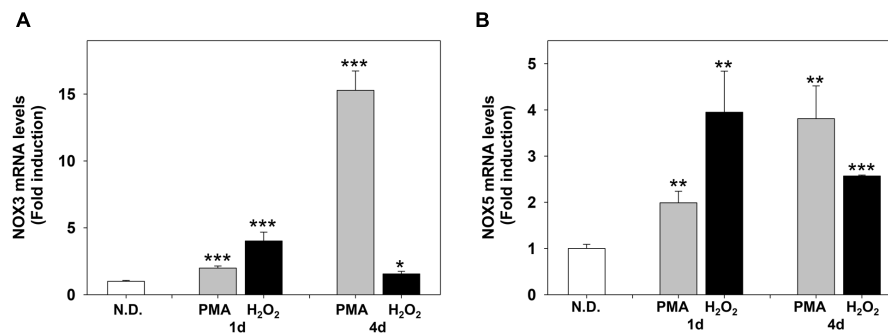 A
NOX3 mRNA levels
(Fold induction)
15
10
5
0
***
***
***
*
N.D.
PMA H₂O₂
PMA H₂O₂
1d
4d
B
NOX5 mRNA levels
(Fold induction)
5
4
3
2
1
0
**
**
**
***
N.D.
PMA H₂O₂
PMA H₂O₂
1d
4d